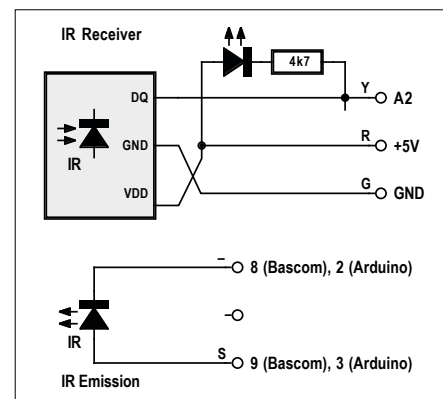 IR Receiver
4k7
DQ
Y
A2
GND
R
+5V
IR
VDD
G
GND
–
8 (Bascom), 2 (Arduino)
IR
S
9 (Bascom), 3 (Arduino)
IR Emission